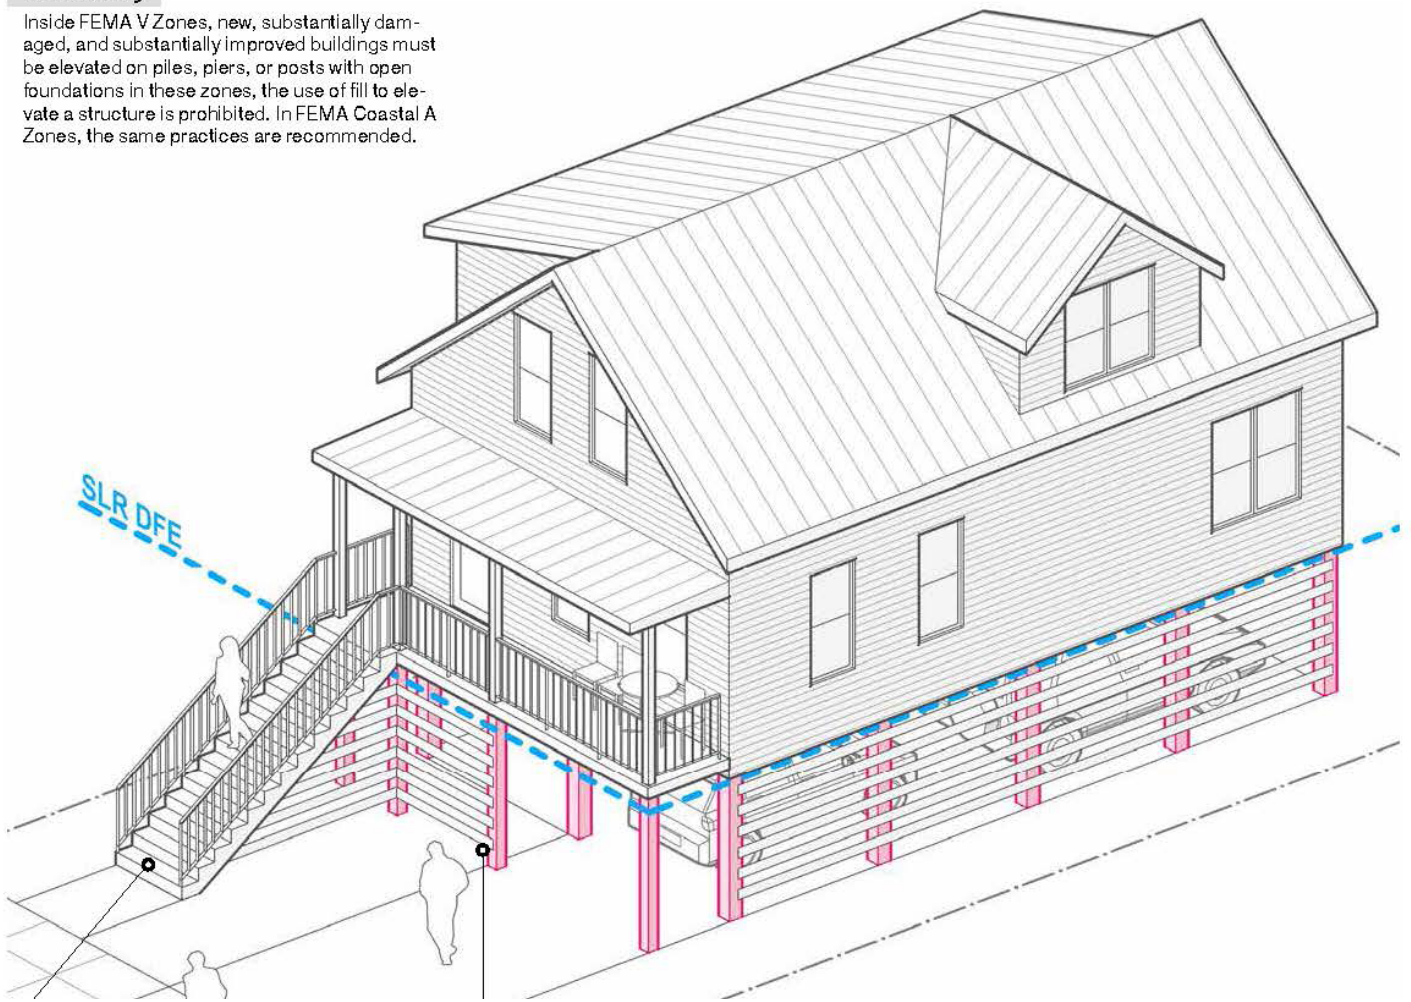 Inside FEMA V Zones, new, substantially dam-
aged, and substantially improved buildings must
be elevated on piles, piers, or posts with open
foundations in these zones, the use of fill to ele-
vate a structure is prohibited. In FEMA Coastal A
Zones, the same practices are recommended.
SLR DFE